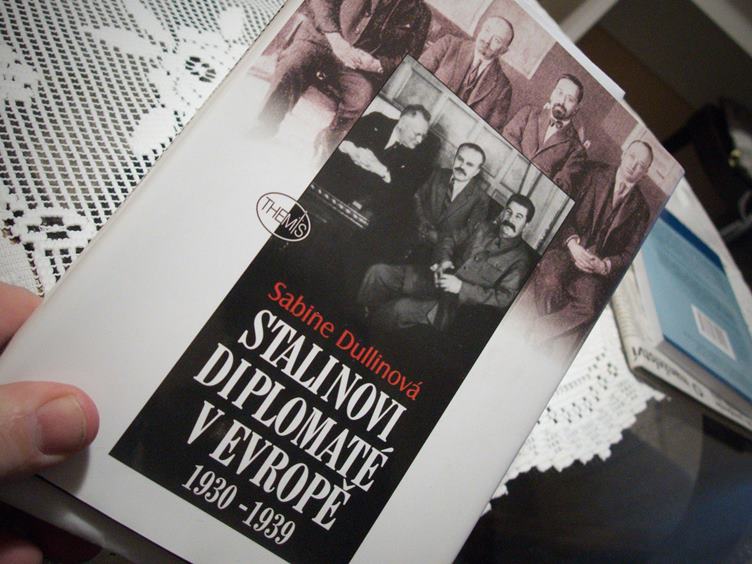 THEMIS
Sabine Dullinová
STALINOVI
DIPLOMATÉ
V EVROPĚ
1930 - 1939